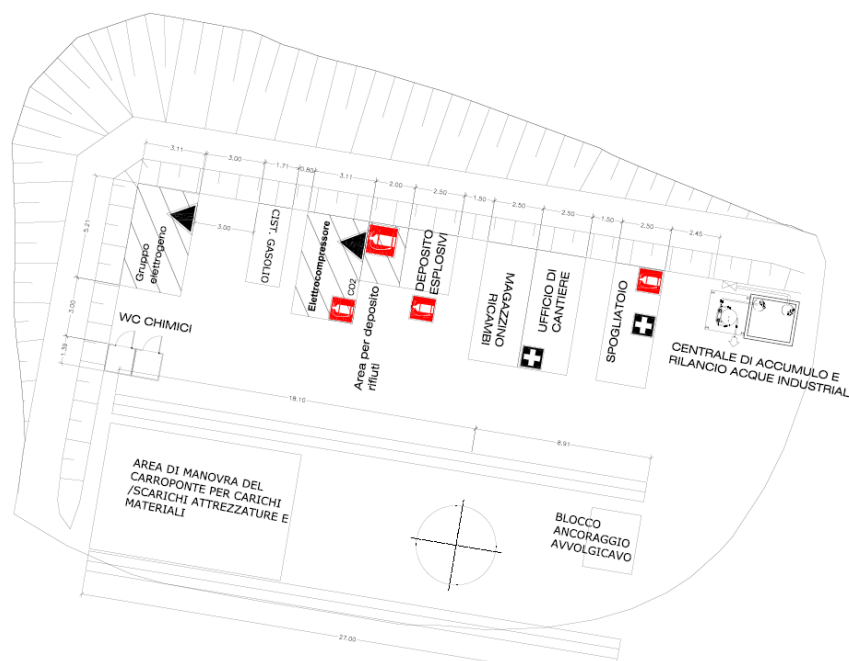 3.11
3.00
1.71
0.80
3.11
2.00
2.50
1.50
2.50
2.50
1.50
2.50
2.45
5.21
3.00
1.39
3.00
Gruppo
elettrogeno
CIST. GASOLIO
Elettrocompressore
CO2
Area per deposito
rifiuti
DEPOSITO
ESPLOSIVI
MAGAZZINO
RICAMBI
UFFICIO DI
CANTIERE
SPOGLIATOIO
CENTRALE DI ACCUMULO E
RILANCIO ACQUE INDUSTRIAL
WC CHIMICI
18.10
8.91
AREA DI MANOVRA DEL
CARROPONTE PER CARICHI
/SCARICHI ATTREZZATURE E
MATERIALI
BLOCCO
ANCORAGGIO
AVVOLGICAVO
27.00